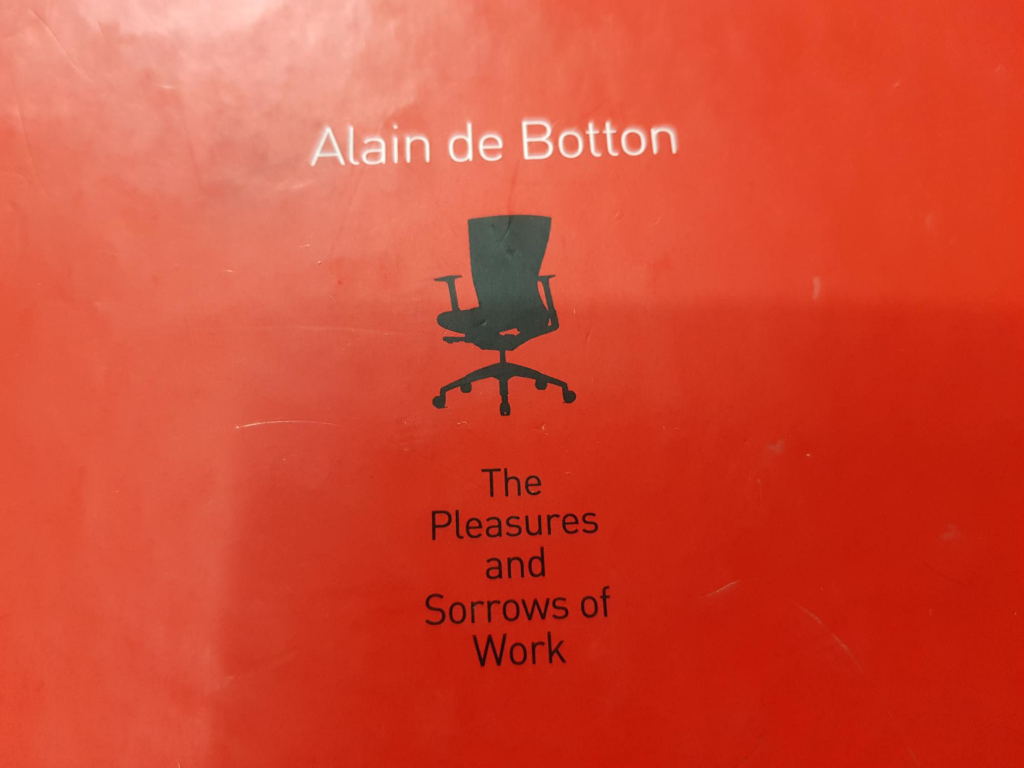 Alain de Botton
The
Pleasures
and
Sorrows of
Work